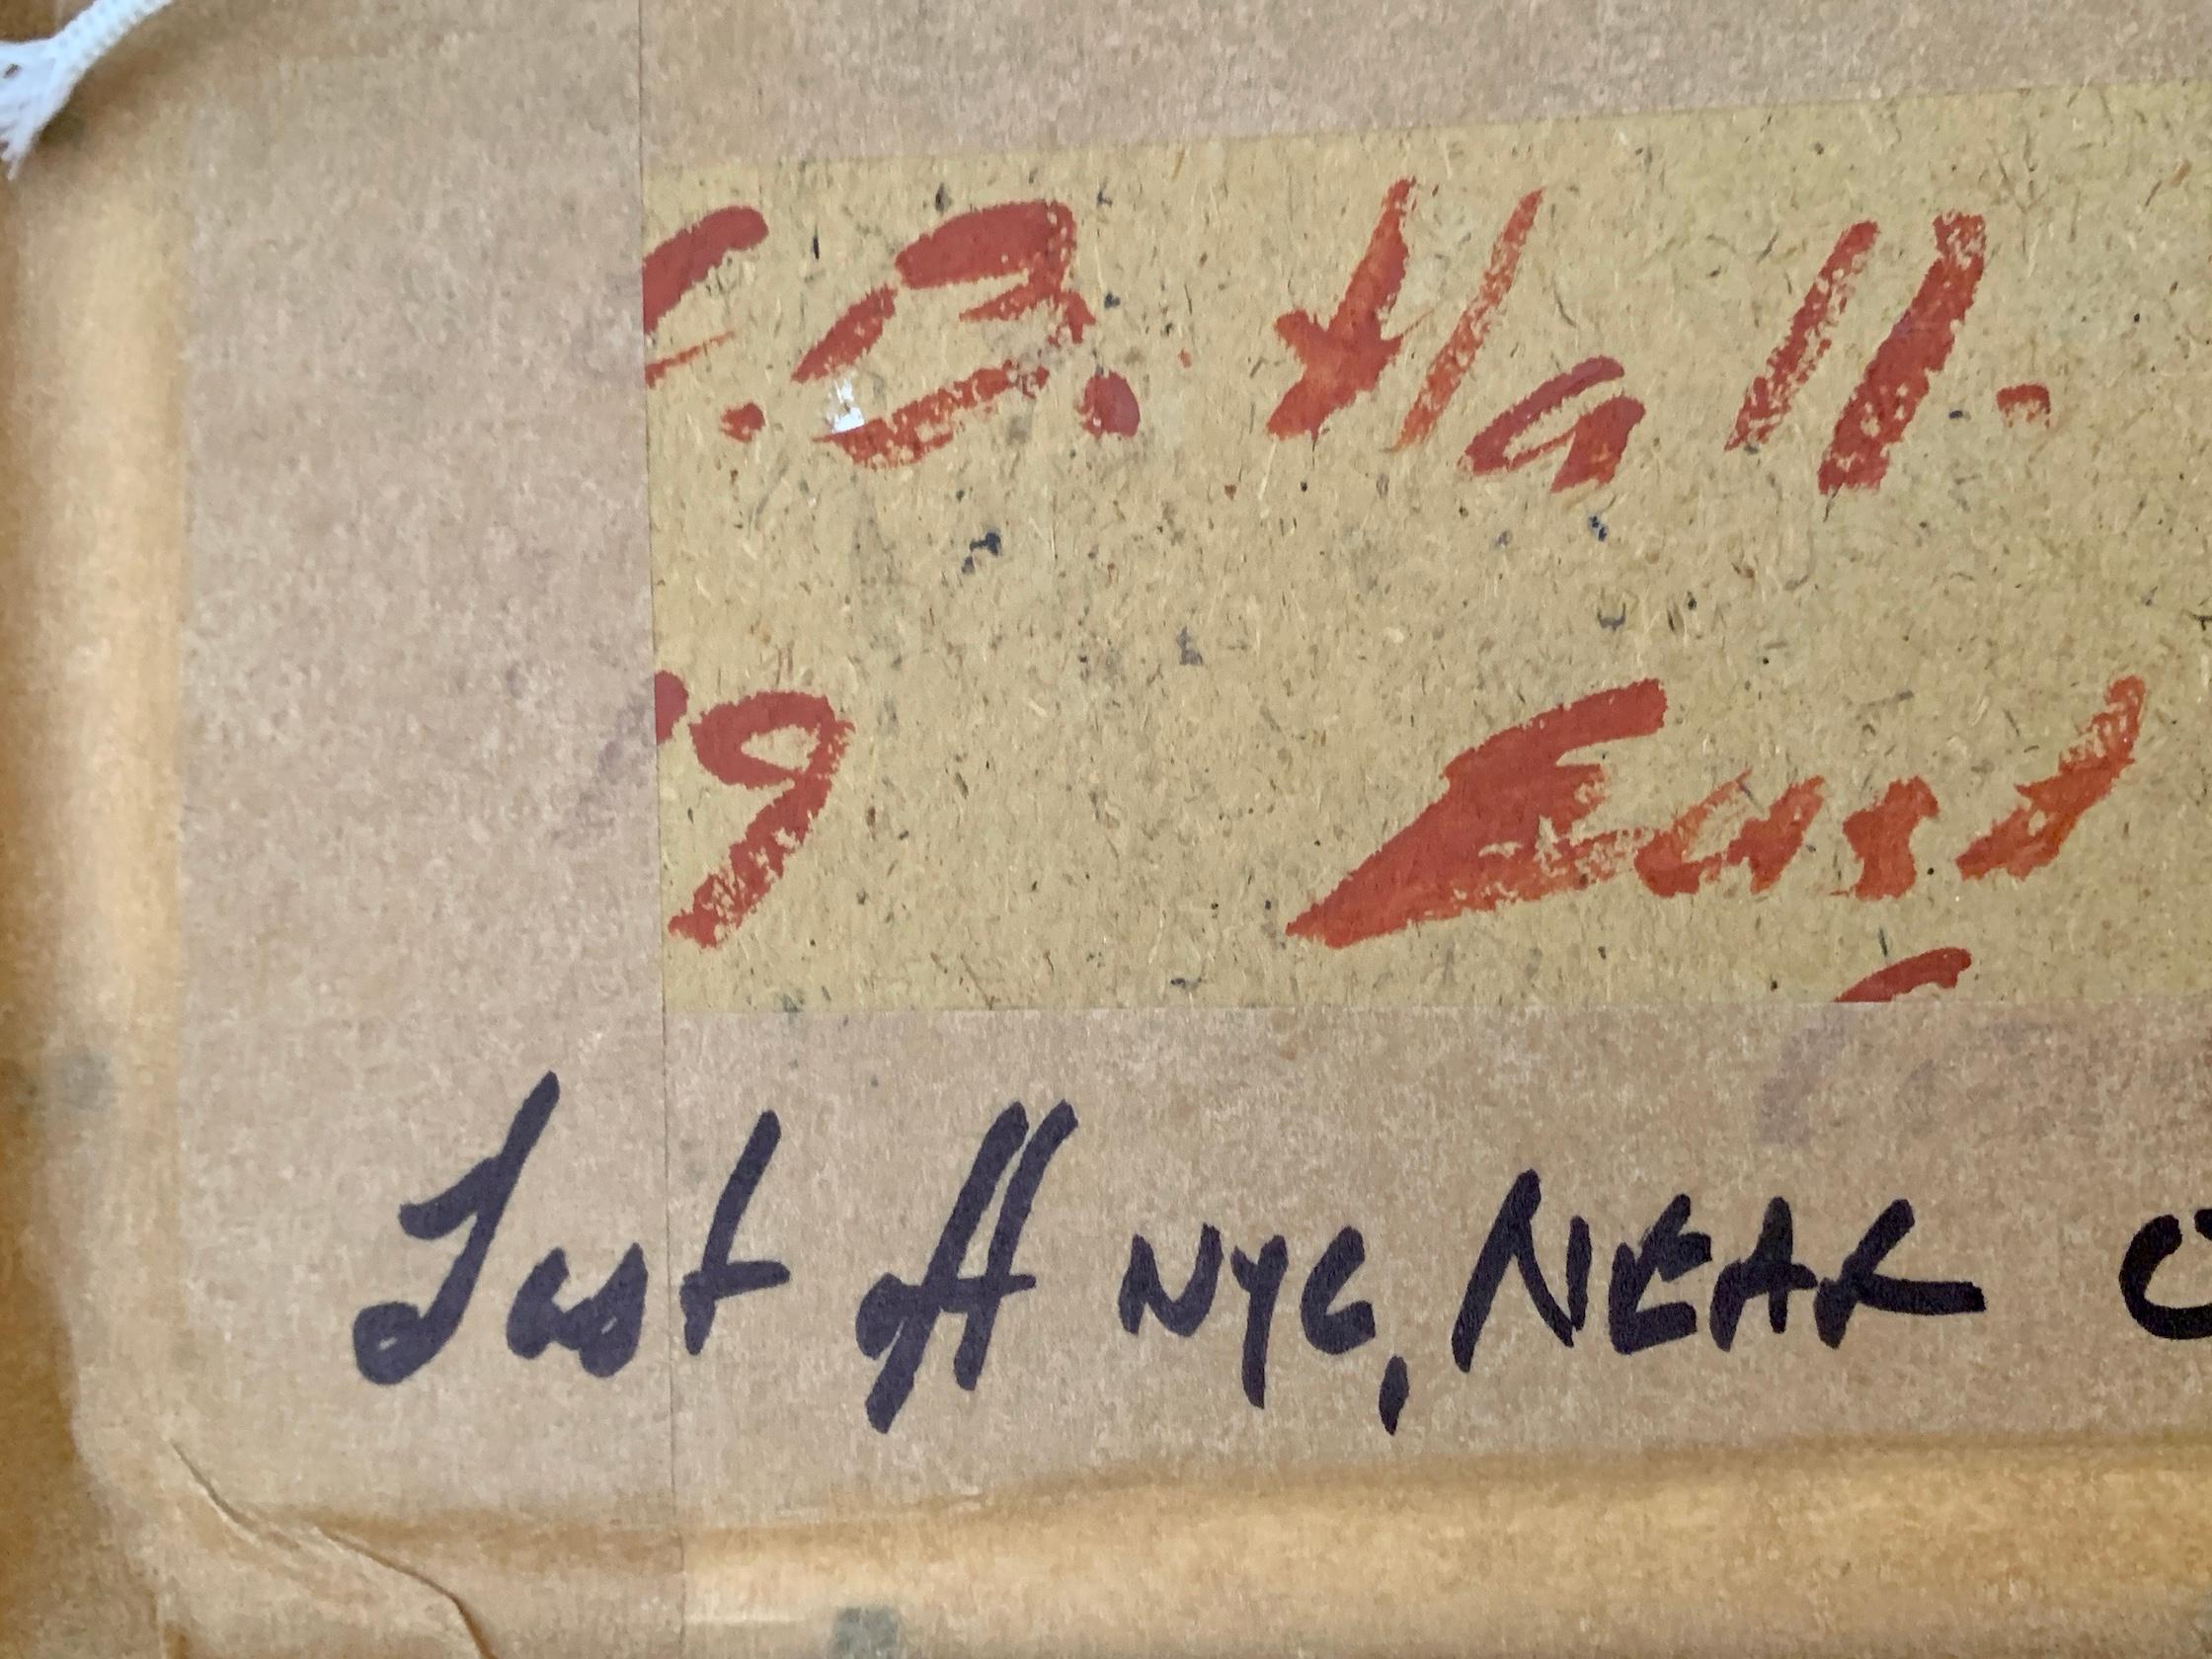 B. Hall.
9 East
Just off NYC, NEAR